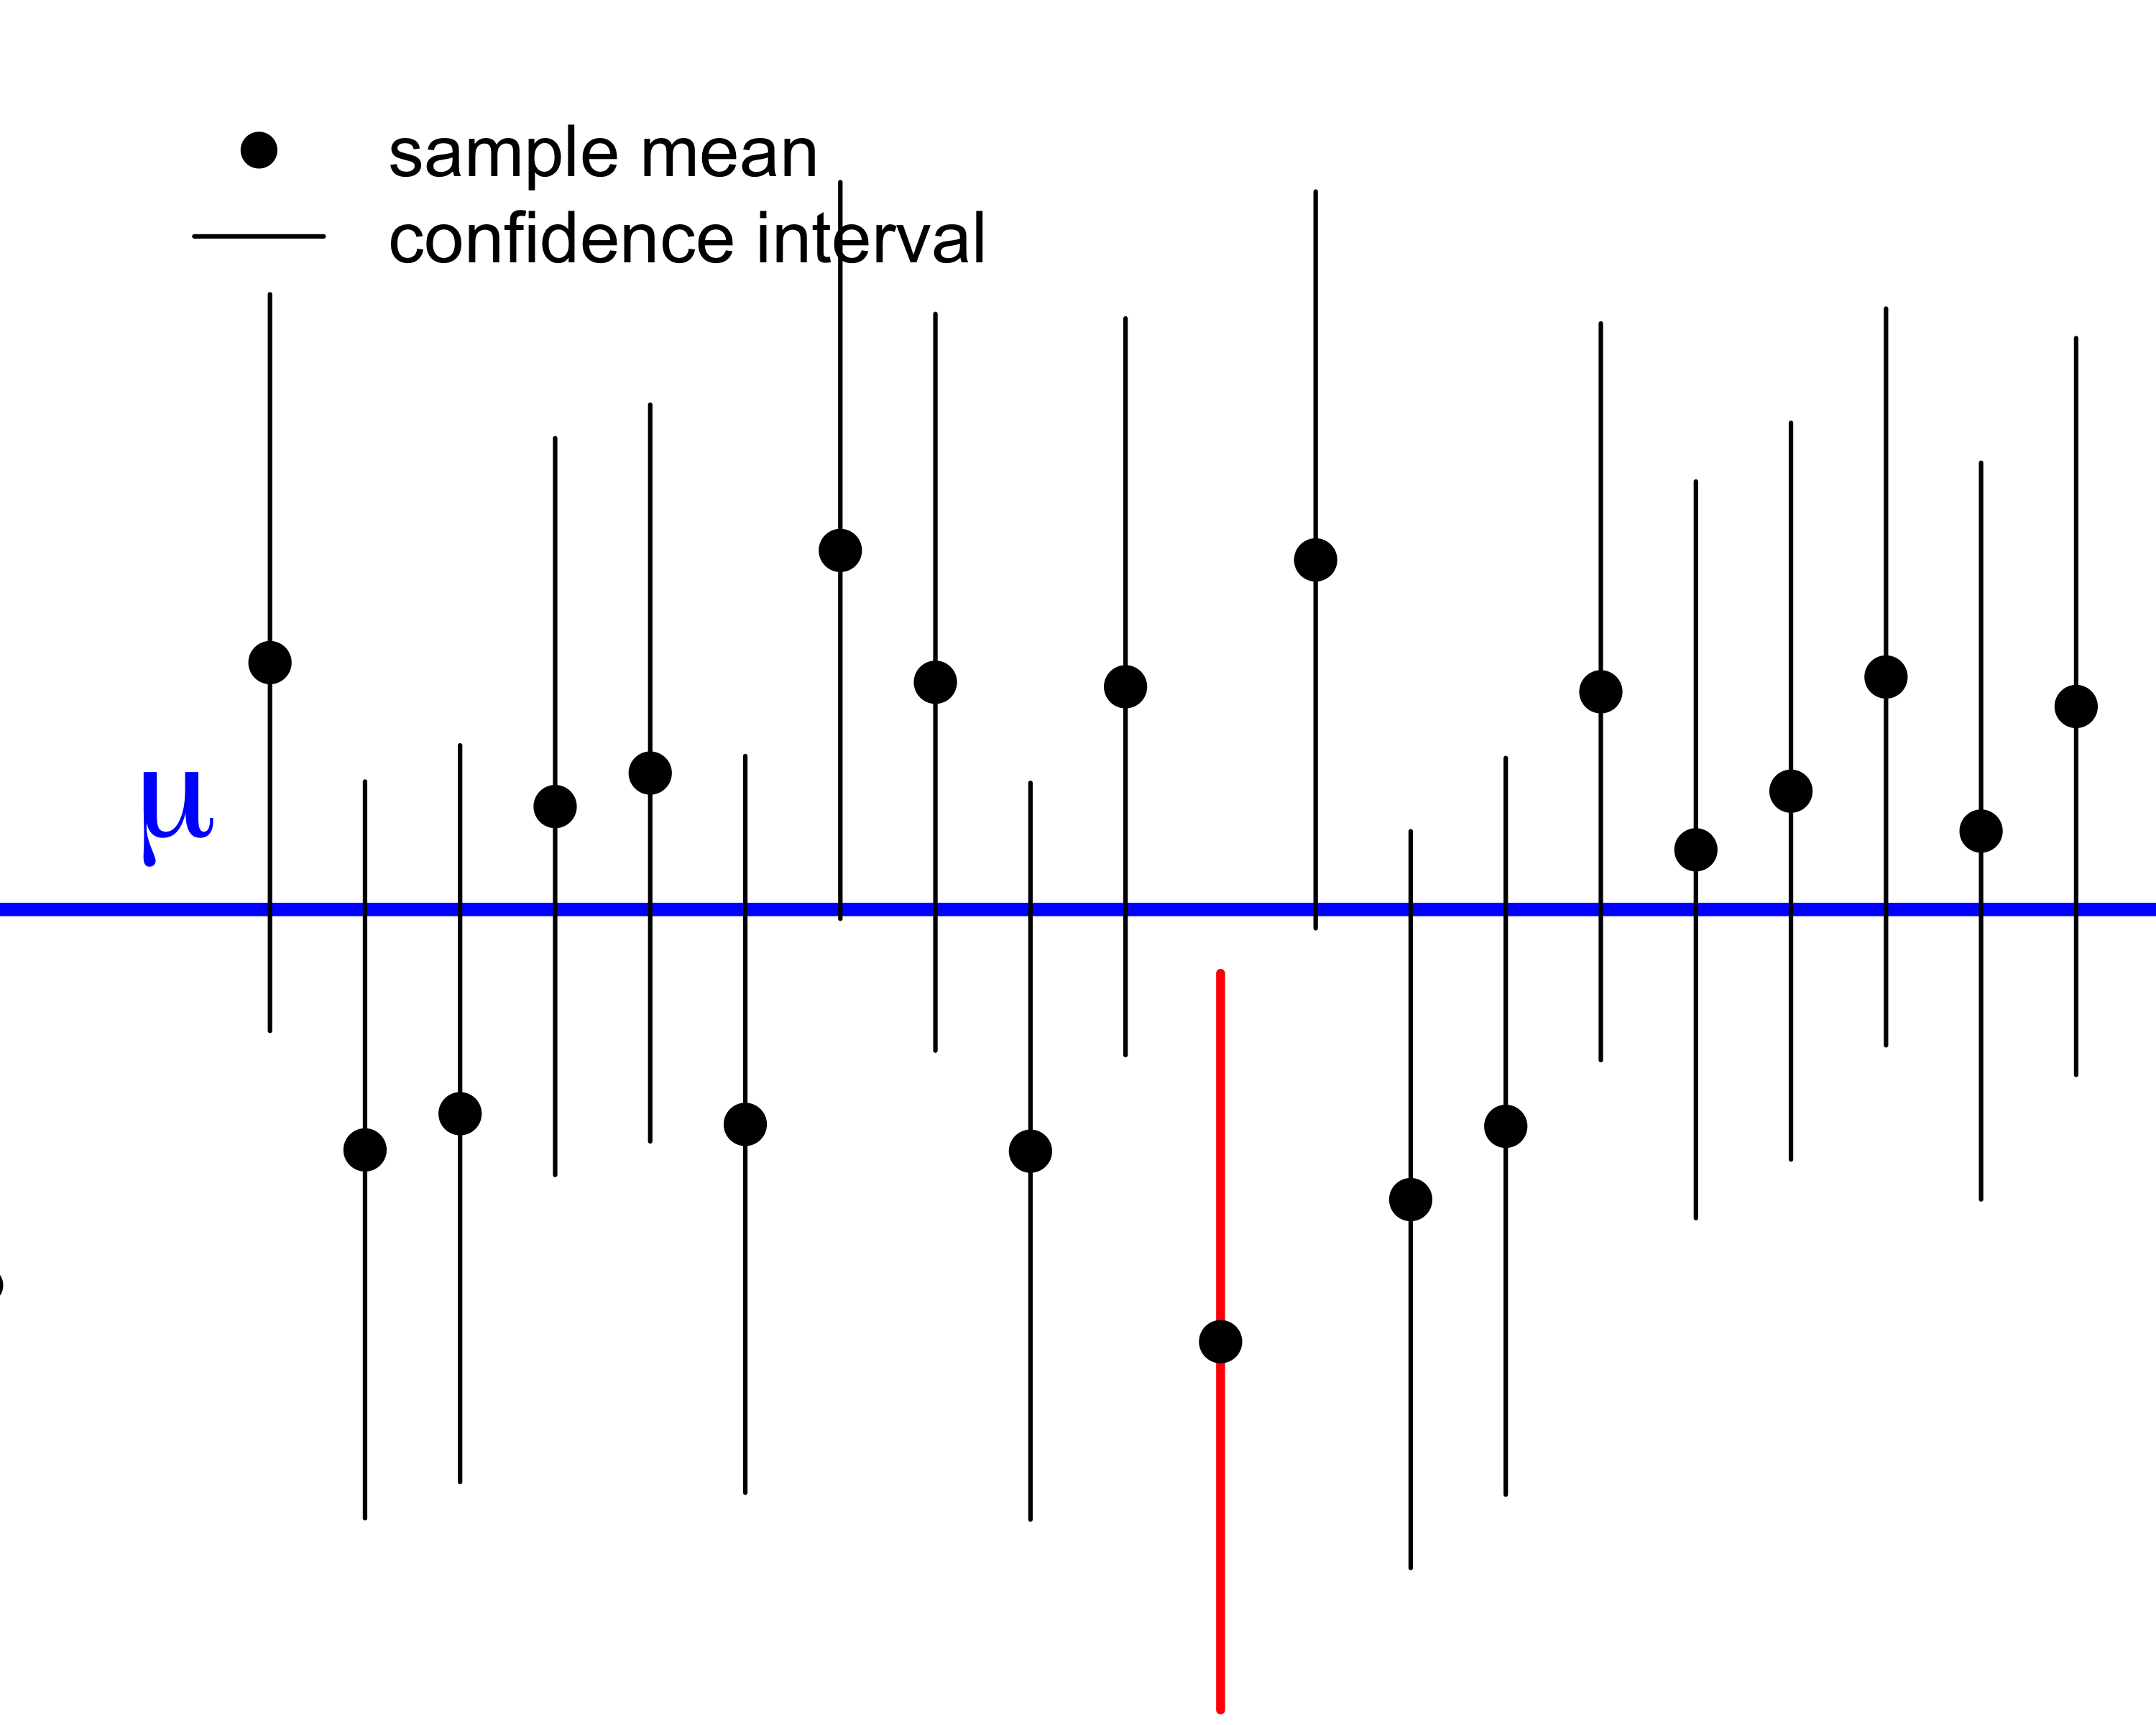 sample mean
confidence interval
μ